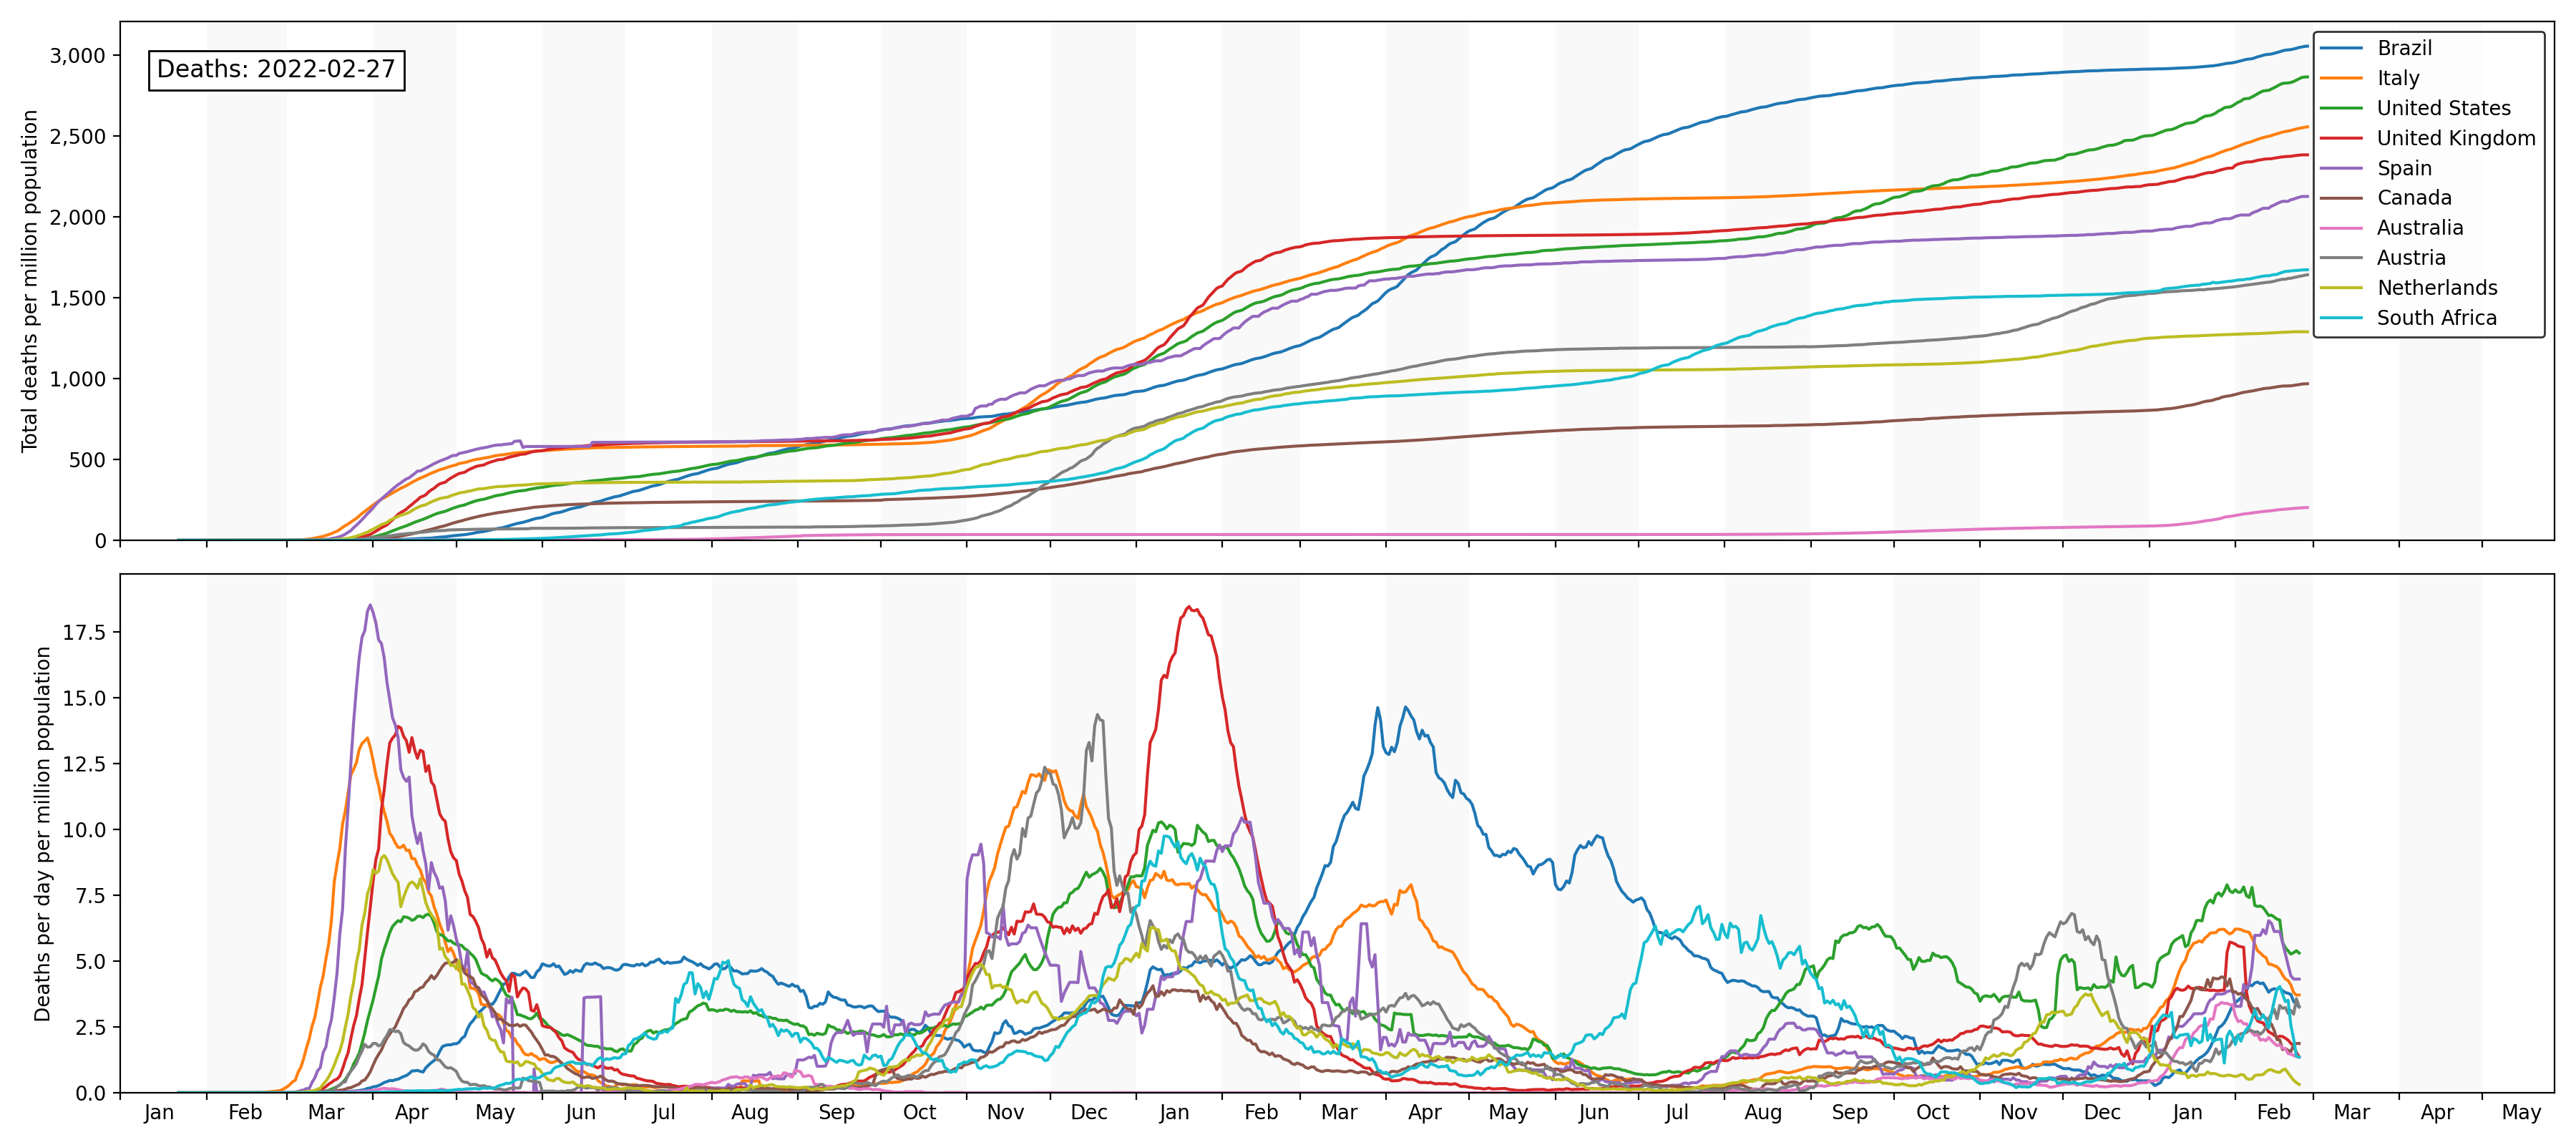 Deaths: 2022-02-27
Total deaths per million population
3,000
2,500
2,000
1,500
1,000
500
0
Brazil
Italy
United States
United Kingdom
Spain
Canada
Australia
Austria
Netherlands
South Africa
Deaths per day per million population
17.5
15.0
12.5
10.0
7.5
5.0
2.5
0.0
Jan Feb Mar Apr May Jun Jul Aug Sep Oct Nov Dec Jan Feb Mar Apr May Jun Jul Aug Sep Oct Nov Dec Jan Feb Mar Apr May